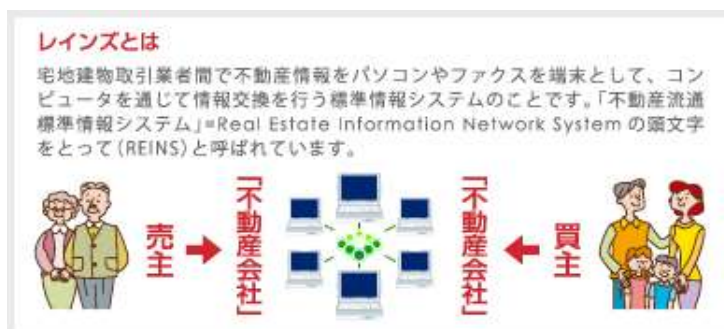 レインズとは
宅地建物取引業者間で不動産情報をパソコンやファクスを端末として、コン
ピュータを通じて情報交換を行う標準情報システムのことです。「不動産流通
標準情報システム」=Real Estate Information Network System の頭文字
をとって(REINS)と呼ばれています。
売主
「不動産会社」
「不動産会社」
買主